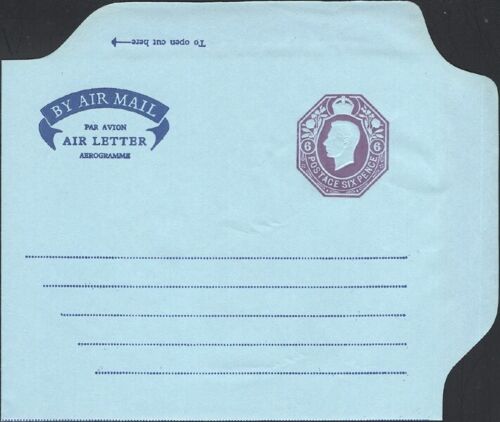 To open cut here
BY AIR MAIL
PAR AVION
AIR LETTER
AEROGRAMME
6 6
POSTAGE SIX PENCE